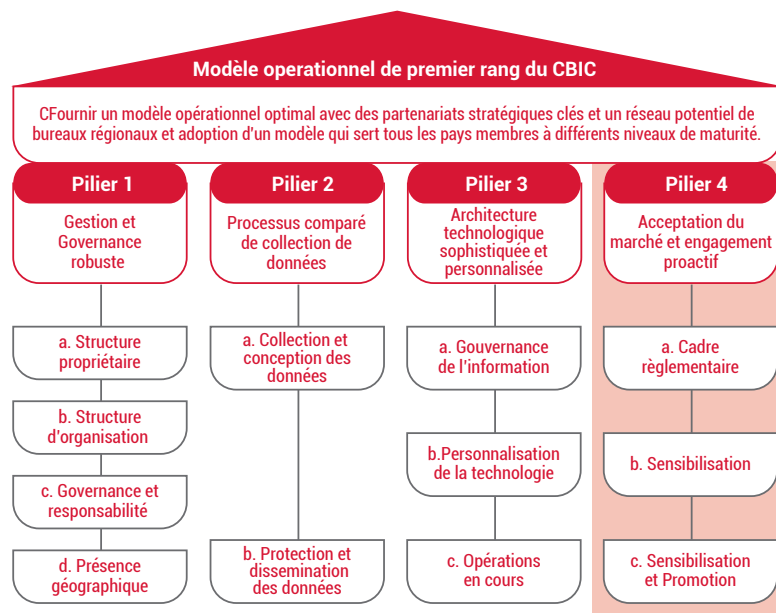 Modèle operationnel de premier rang du CBIC
CFournir un modèle opérationnel optimal avec des partenariats stratégiques clés et un réseau potentiel de
bureaux régionaux et adoption d'un modèle qui sert tous les pays membres à différents niveaux de maturité.
Pilier 1
Gestion et
Governance
robuste
a. Structure
propriétaire
b. Structure
d'organisation
c. Governance et
responsabilité
d. Présence
géographique
Pilier 2
Processus comparé
de collection de
données
a. Collection et
conception des
données
b. Protection et
dissemination
des données
Pilier 3
Architecture
technologique
sophistiquée et
personnalisée
a. Gouvernance
de l'information
b.Personnalisation
de la technologie
c. Opérations
en cours
Pilier 4
Acceptation du
marché et engagement
proactif
a. Cadre
règlementaire
b. Sensibilisation
c. Sensibilisation
et Promotion